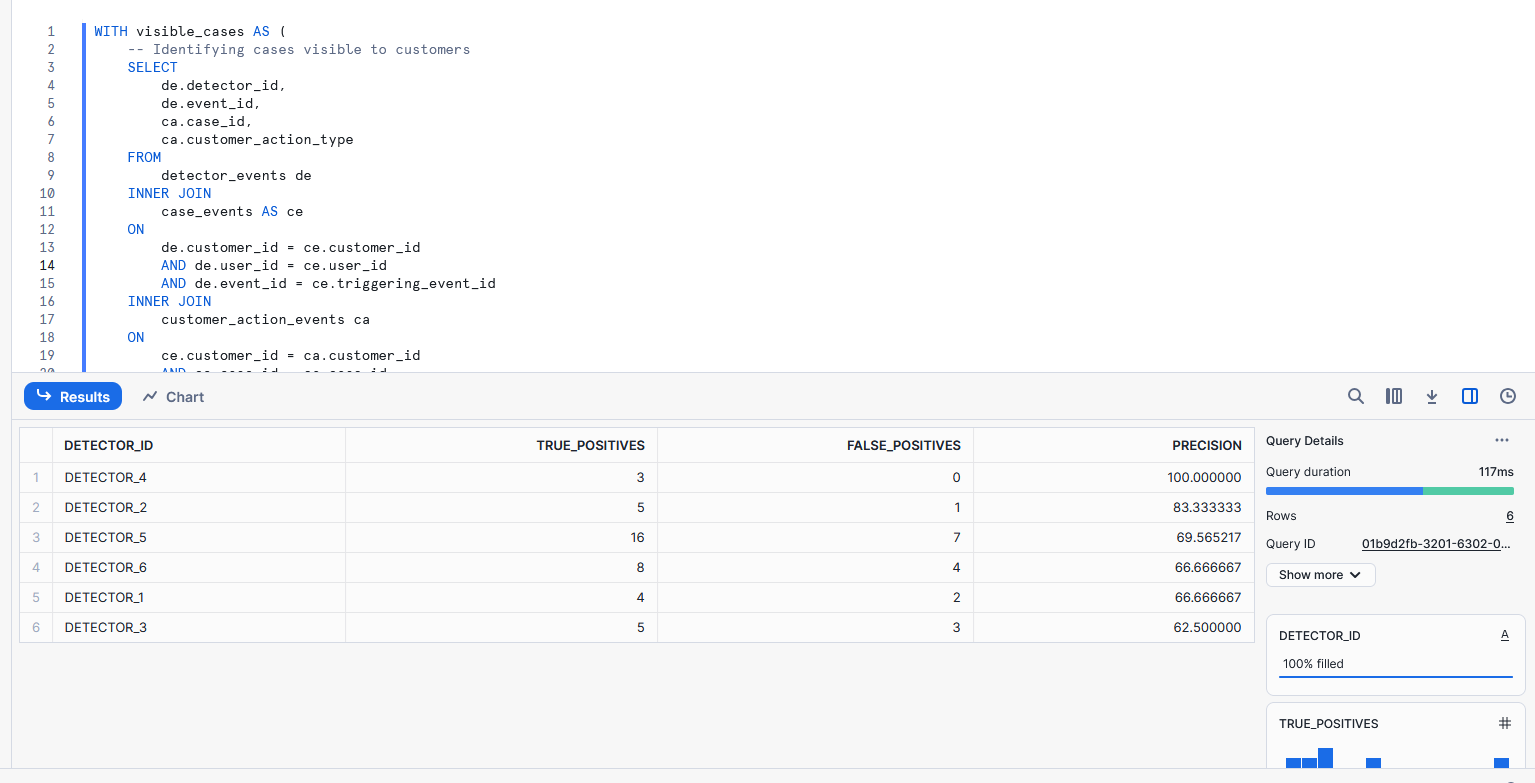 1 WITH visible_cases AS (
2 -- Identifying cases visible to customers
3 SELECT
4 de.detector_id,
5 de.event_id,
6 ca.case_id,
7 ca.customer_action_type
8 FROM
9 detector_events de
10 INNER JOIN
11 case_events AS ce
12 ON
13 de.customer_id = ce.customer_id
14 AND de.user_id = ce.user_id
15 AND de.event_id = ce.triggering_event_id
16 INNER JOIN
17 customer_action_events ca
18 ON
19 ce.customer_id = ca.customer_id
Results Chart
DETECTOR_ID TRUE_POSITIVES FALSE_POSITIVES PRECISION
1 DETECTOR_4 3 0 100.000000
2 DETECTOR_2 5 1 83.333333
3 DETECTOR_5 16 7 69.565217
4 DETECTOR_6 8 4 66.666667
5 DETECTOR_1 4 2 66.666667
6 DETECTOR_3 5 3 62.500000
Query Details
Query duration 117ms
Rows 6
Query ID 01b9d2fb-3201-6302-0...
Show more
DETECTOR_ID A
100% filled
TRUE_POSITIVES #